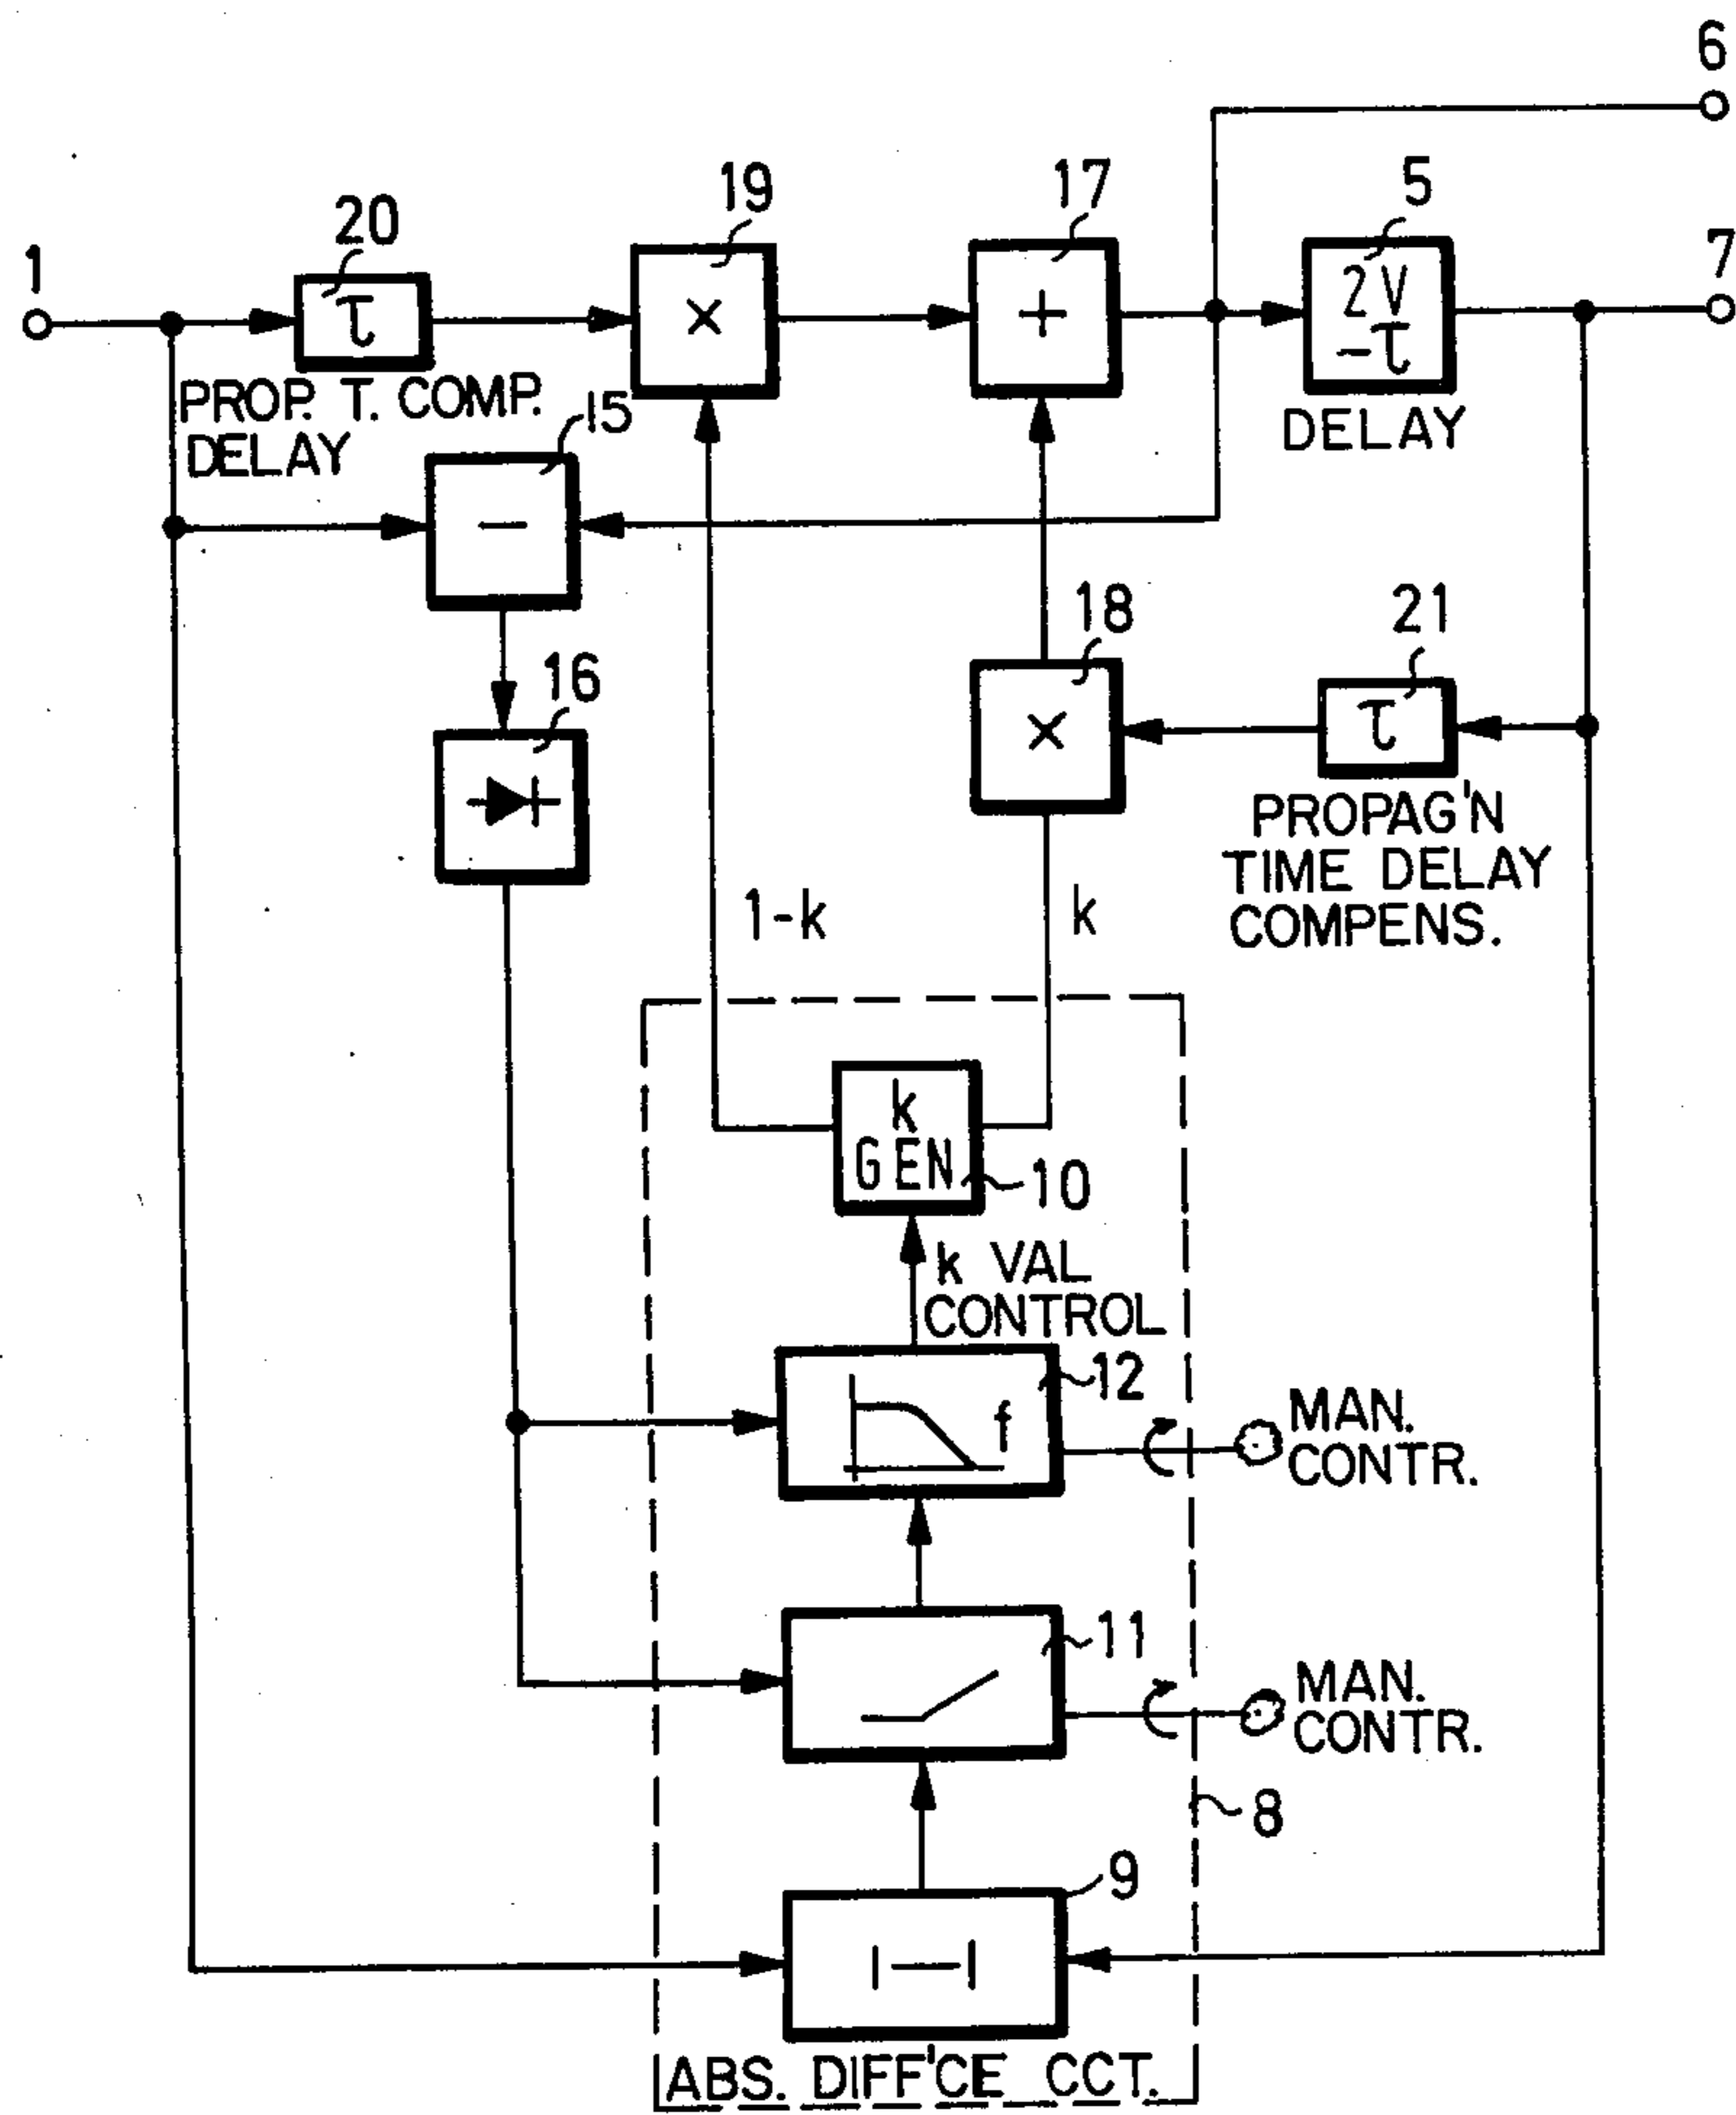 6
19
17
5
20
1
7
τ
×
+
2V
-τ
PROP. T. COMP.
DELAY
15
DELAY
−
18
21
16
×
τ
PROPAG'N
TIME DELAY
COMPENS.
1-k
k
k
GEN.
10
k VAL
CONTROL
12
f
MAN.
CONTR.
11
MAN.
CONTR.
8
9
|—|
ABS. DIFF'CE CCT.